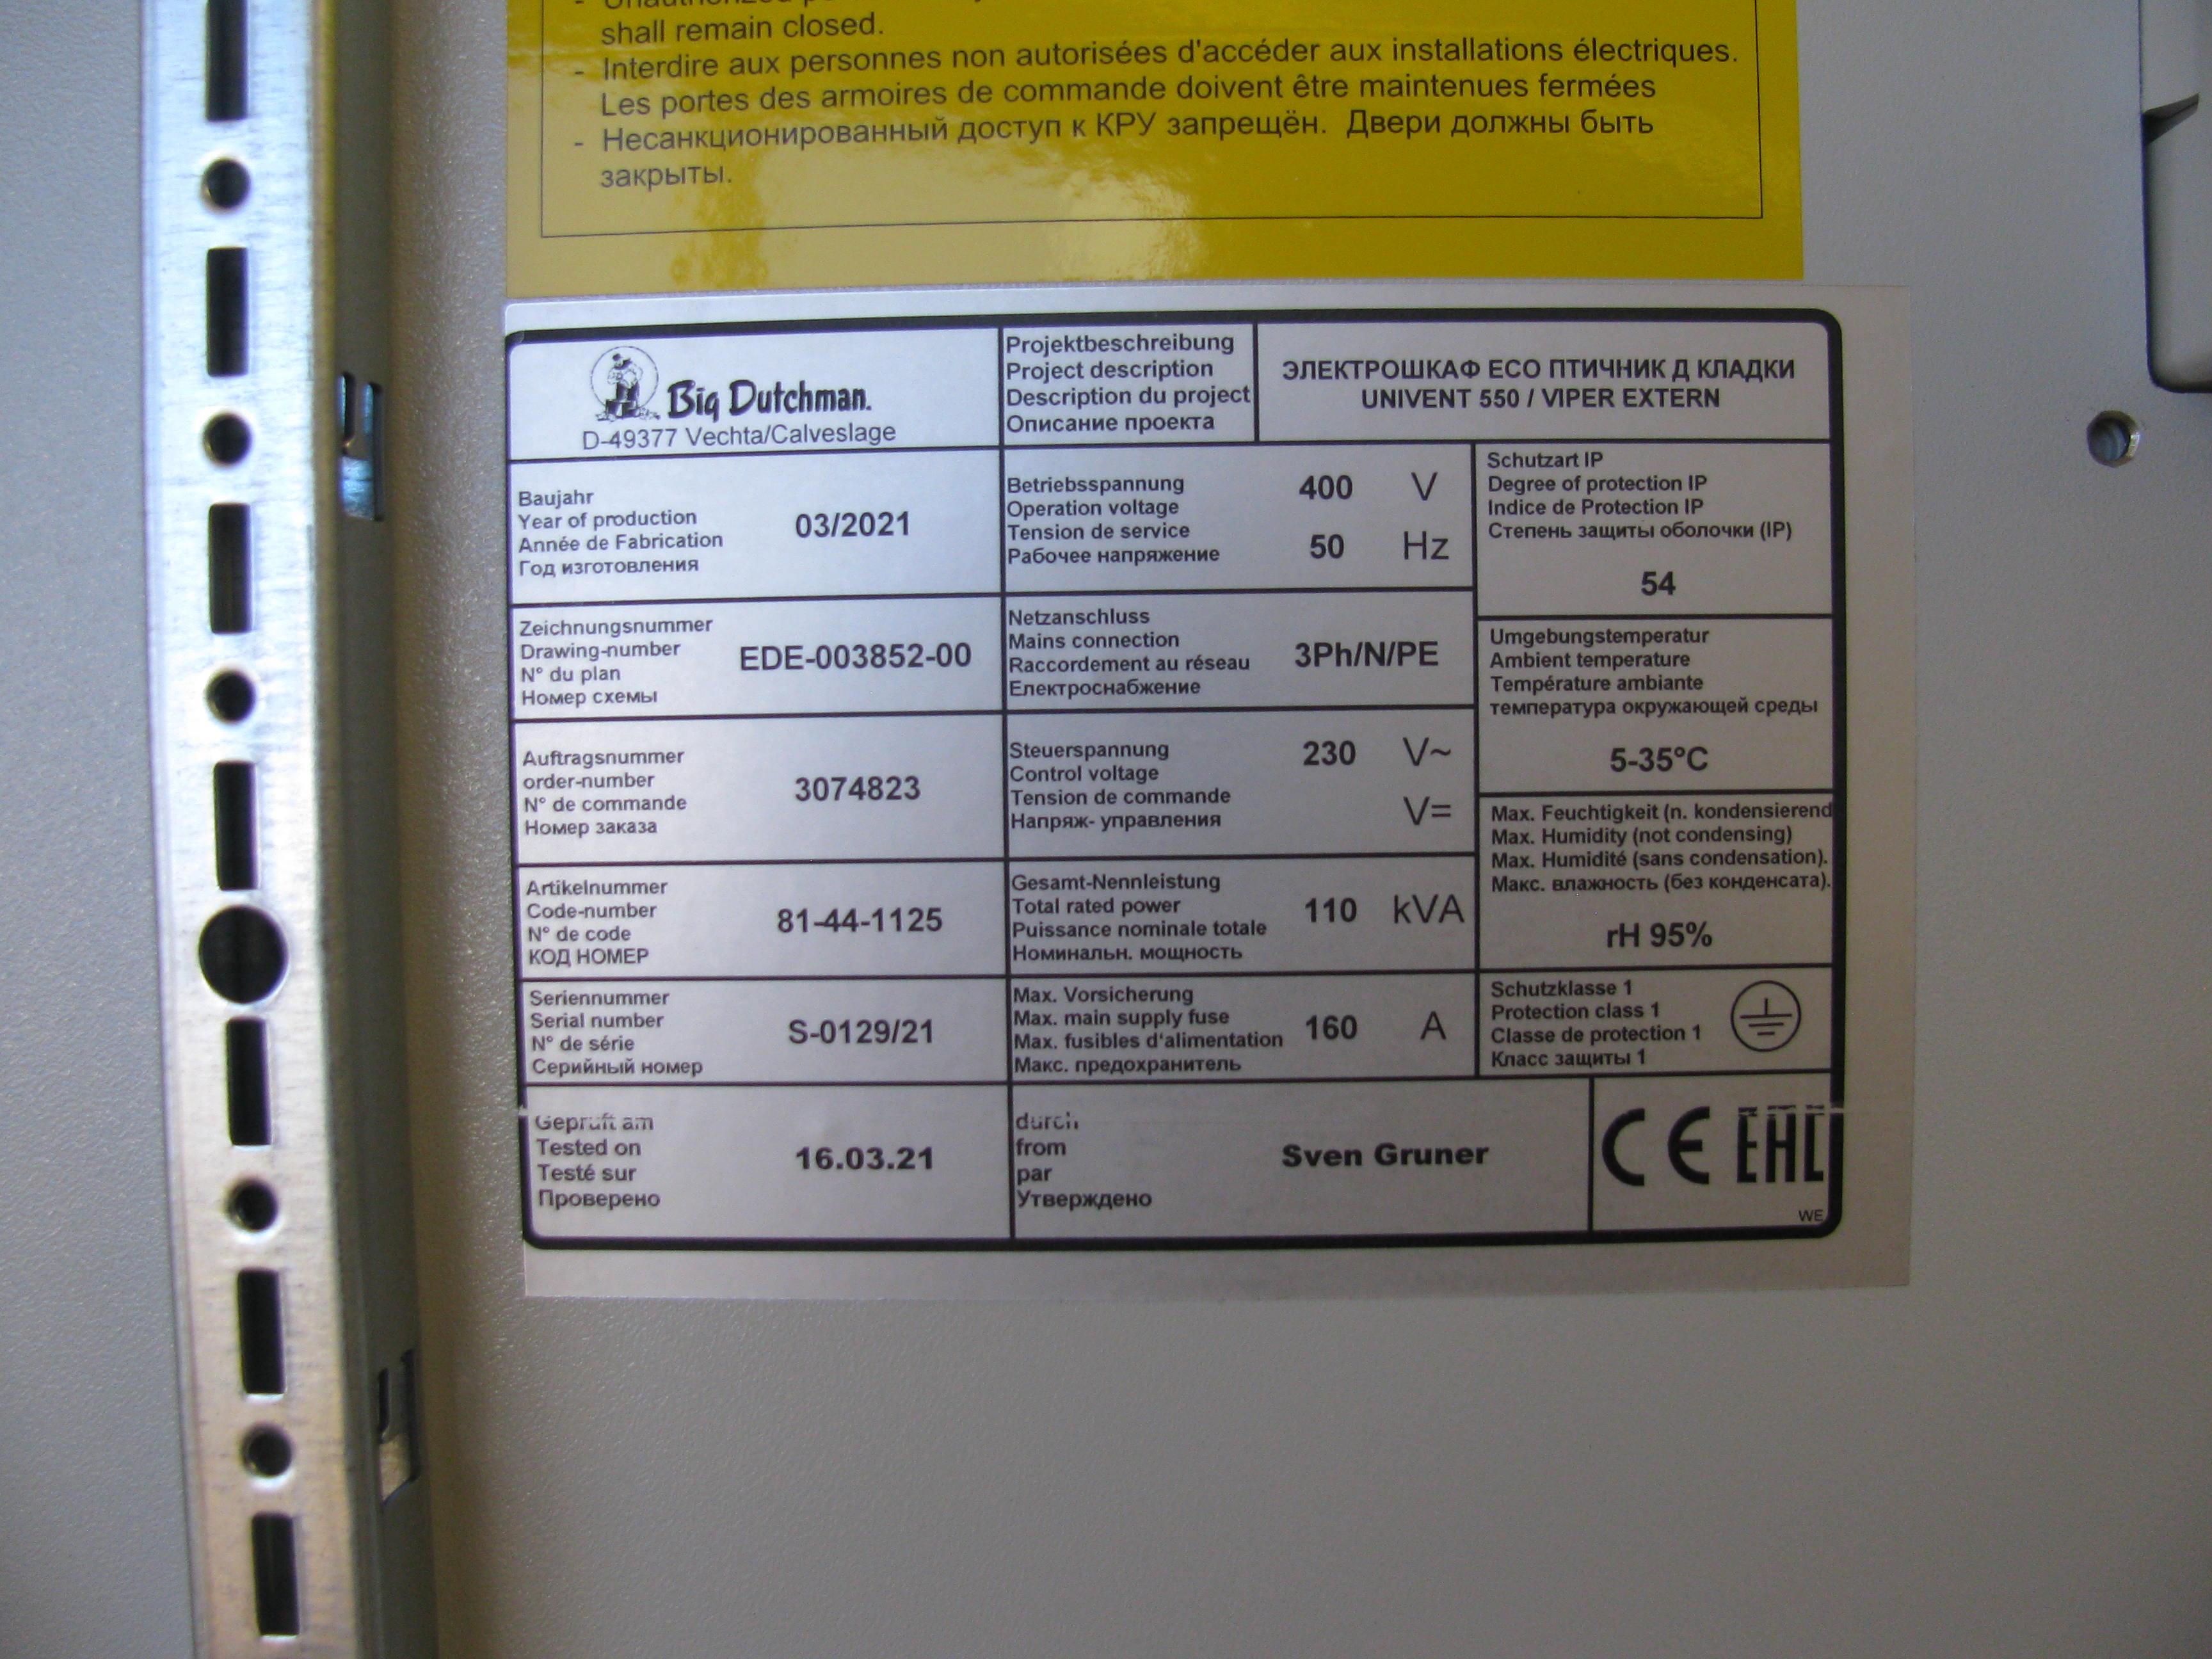 shall remain closed.
- Interdire aux personnes non autorisées d'accéder aux installations électriques.
Les portes des armoires de commande doivent être maintenues fermées
- Несанкционированный доступ к КРУ запрещён. Двери должны быть
закрыты.
Big Dutchman.
D-49377 Vechta/Calveslage
Projektbeschreibung
Project description
Description du project
Описание проекта
ЭЛЕКТРОШКАФ ECO ПТИЧНИК Д КЛАДКИ
UNIVENT 550 / VIPER EXTERN
Baujahr
Year of production
Année de Fabrication
Год изготовления
03/2021
Betriebsspannung
Operation voltage
Tension de service
Рабочее напряжение
400 V
50 Hz
Schutzart IP
Degree of protection IP
Indice de Protection IP
Степень защиты оболочки (IP)
54
Zeichnungsnummer
Drawing-number
N° du plan
Номер схемы
EDE-003852-00
Netzanschluss
Mains connection
Raccordement au réseau
Електроснабжение
3Ph/N/PE
Umgebungstemperatur
Ambient temperature
Température ambiante
температура окружающей среды
5-35°C
Auftragsnummer
order-number
N° de commande
Номер заказа
3074823
Steuerspannung
Control voltage
Tension de commande
Напряж- управления
230 V~
V=
Max. Feuchtigkeit (n. kondensierend
Max. Humidity (not condensing)
Max. Humidité (sans condensation).
Макс. влажность (без конденсата).
rH 95%
Artikelnummer
Code-number
N° de code
КОД НОМЕР
81-44-1125
Gesamt-Nennleistung
Total rated power
Puissance nominale totale
Номинальн. мощность
110 kVA
Seriennummer
Serial number
N° de série
Серийный номер
S-0129/21
Max. Vorsicherung
Max. main supply fuse
Max. fusibles d'alimentation
Макс. предохранитель
160 A
Schutzklasse 1
Protection class 1
Classe de protection 1
Класс защиты 1
Geprüft am
Tested on
Testé sur
Проверено
16.03.21
durch
from
par
Утверждено
Sven Gruner
CE EAC
WE